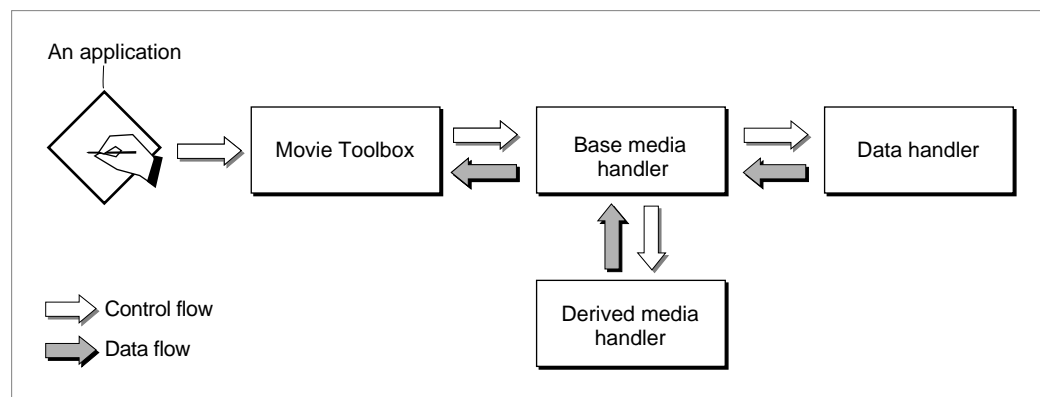 An application
Movie Toolbox
Base media
handler
Data handler
Derived media
handler
Control flow
Data flow